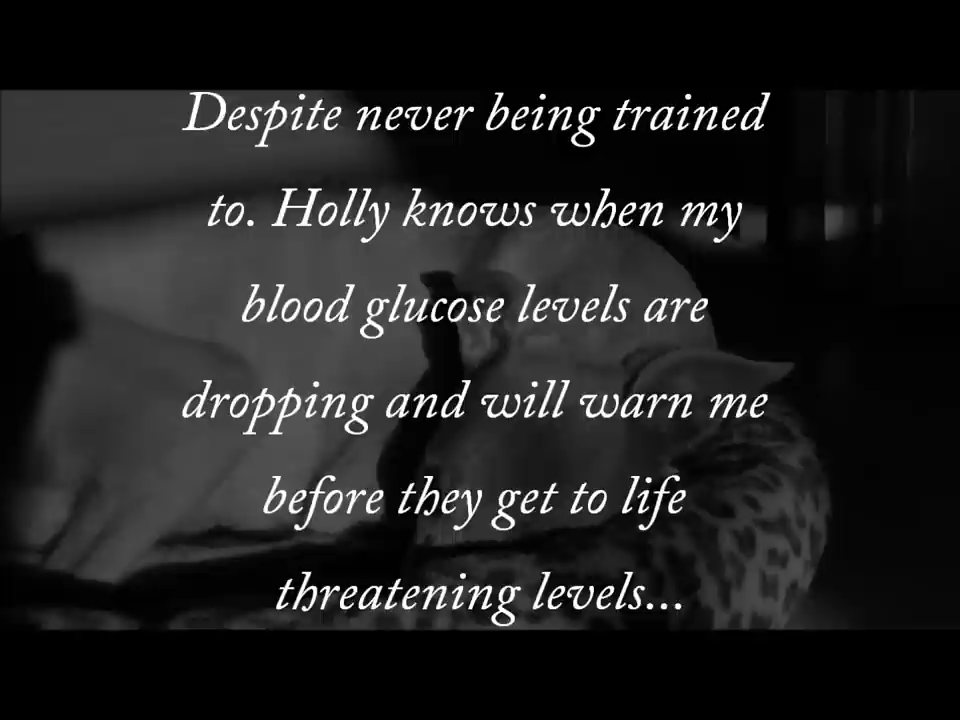 Despite never being trained
to. Holly knows when my
blood glucose levels are
dropping and will warn me
before they get to life
threatening levels...